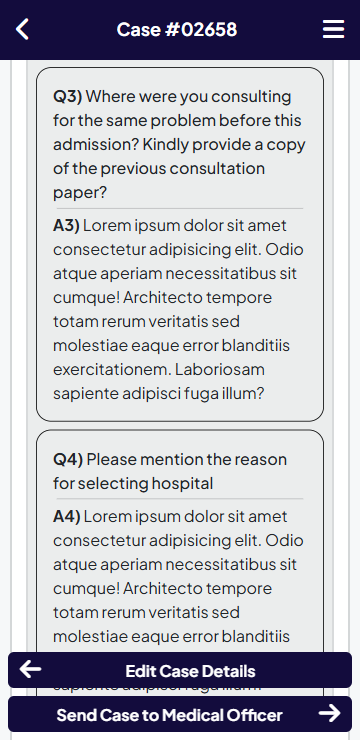 Case #02658
Q3) Where were you consulting
for the same problem before this
admission? Kindly provide a copy
of the previous consultation
paper?
A3) Lorem ipsum dolor sit amet
consectetur adipisicing elit. Odio
atque aperiam necessitatibus sit
cumque! Architecto tempore
totam rerum veritatis sed
molestiae eaque error blanditiis
exercitationem. Laboriosam
sapiente adipisci fuga illum?
Q4) Please mention the reason
for selecting hospital
A4) Lorem ipsum dolor sit amet
consectetur adipisicing elit. Odio
atque aperiam necessitatibus sit
cumque! Architecto tempore
totam rerum veritatis sed
molestiae eaque error blanditiis
Edit Case Details
sapiente adipisci fuga illum?
Send Case to Medical Officer